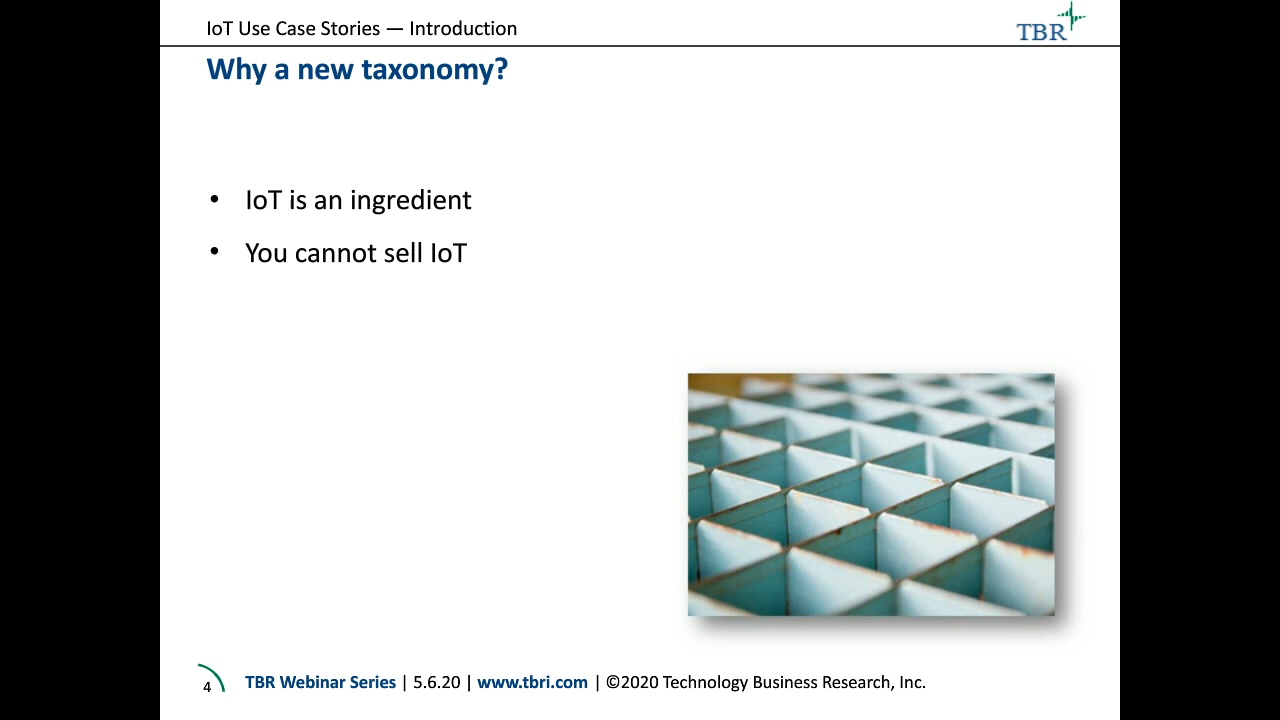 IoT Use Case Stories — Introduction
TBR
Why a new taxonomy?
• IoT is an ingredient
• You cannot sell IoT
4
TBR Webinar Series | 5.6.20 | www.tbri.com | ©2020 Technology Business Research, Inc.